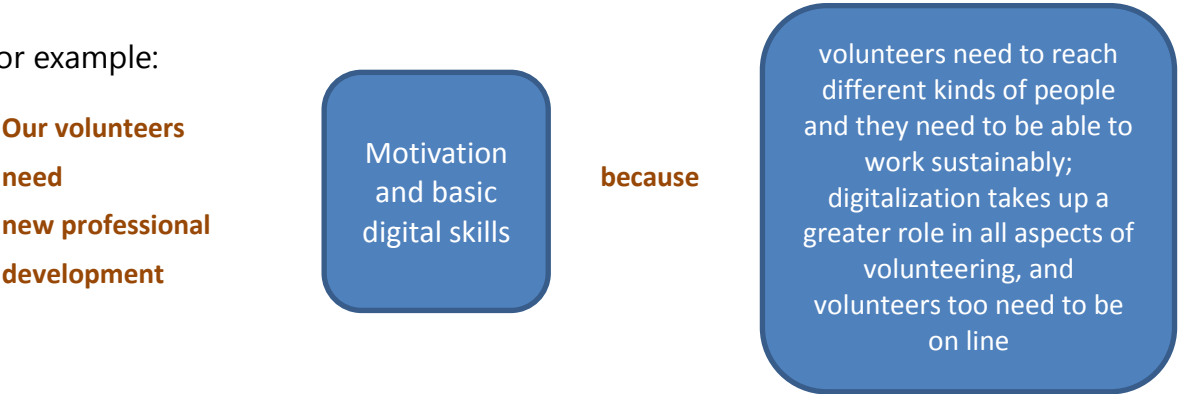 or example:
Our volunteers
need
new professional
development
Motivation
and basic
digital skills
because
volunteers need to reach
different kinds of people
and they need to be able to
work sustainably;
digitalization takes up a
greater role in all aspects of
volunteering, and
volunteers too need to be
on line